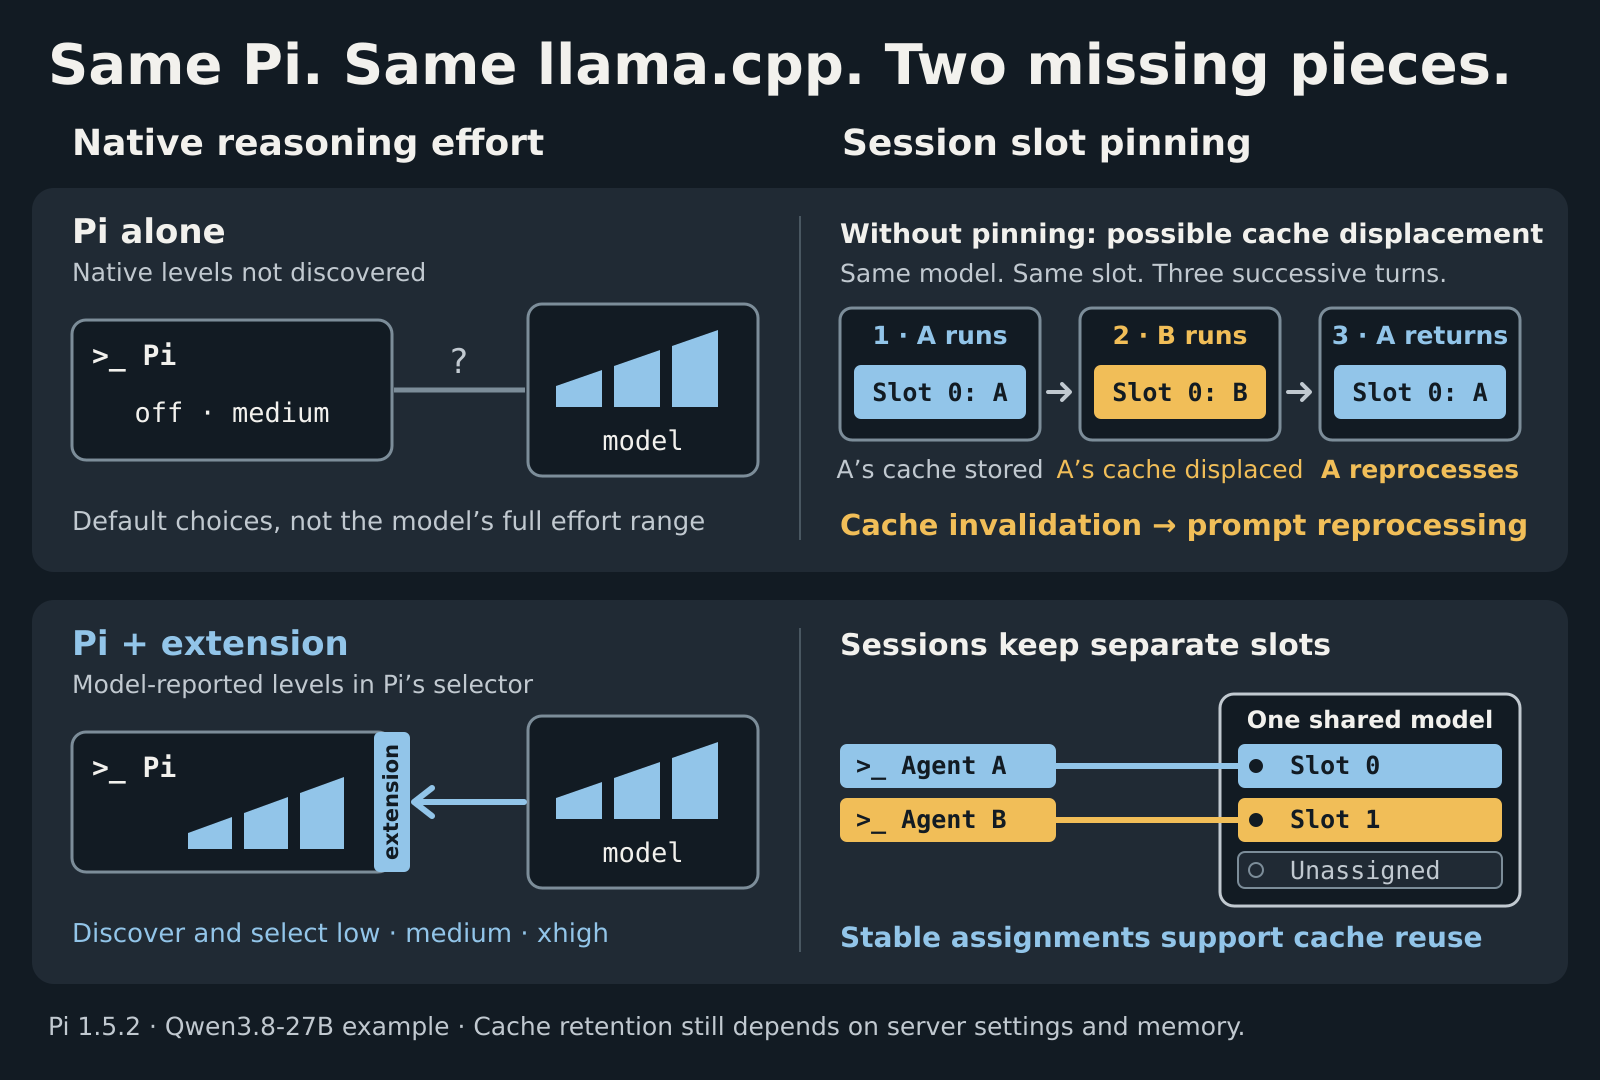 Same Pi. Same llama.cpp. Two missing pieces.
Native reasoning effort
Session slot pinning
Pi alone
Native levels not discovered
>_ Pi
off · medium
?
model
Default choices, not the model’s full effort range
Without pinning: possible cache displacement
Same model. Same slot. Three successive turns.
1 · A runs
Slot 0: A
2 · B runs
Slot 0: B
3 · A returns
Slot 0: A
A’s cache stored
A’s cache displaced
A reprocesses
Cache invalidation → prompt reprocessing
Pi + extension
Model-reported levels in Pi’s selector
>_ Pi
extension
model
Discover and select low · medium · xhigh
Sessions keep separate slots
One shared model
>_ Agent A
Slot 0
>_ Agent B
Slot 1
Unassigned
Stable assignments support cache reuse
Pi 1.5.2 · Qwen3.8-27B example · Cache retention still depends on server settings and memory.